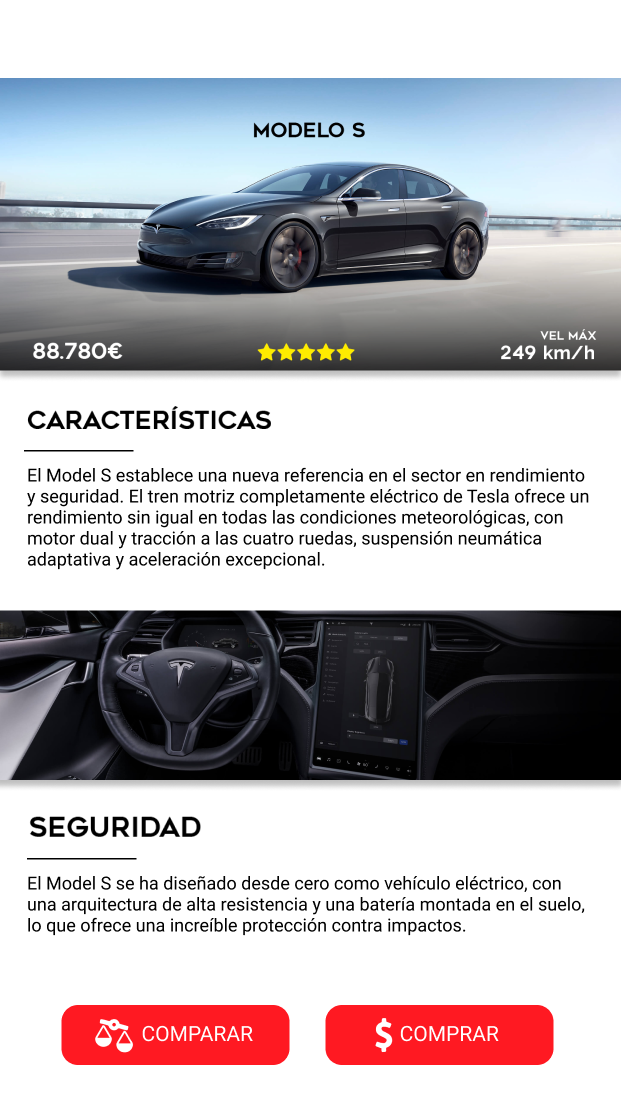 MODELO S
88.780€
VEL MÁX
249 km/h
CARACTERÍSTICAS
El Model S establece una nueva referencia en el sector en rendimiento
y seguridad. El tren motriz completamente eléctrico de Tesla ofrece un
rendimiento sin igual en todas las condiciones meteorológicas, con
motor dual y tracción a las cuatro ruedas, suspensión neumática
adaptativa y aceleración excepcional.
SEGURIDAD
El Model S se ha diseñado desde cero como vehículo eléctrico, con
una arquitectura de alta resistencia y una batería montada en el suelo,
lo que ofrece una increíble protección contra impactos.
COMPARAR
$ COMPRAR